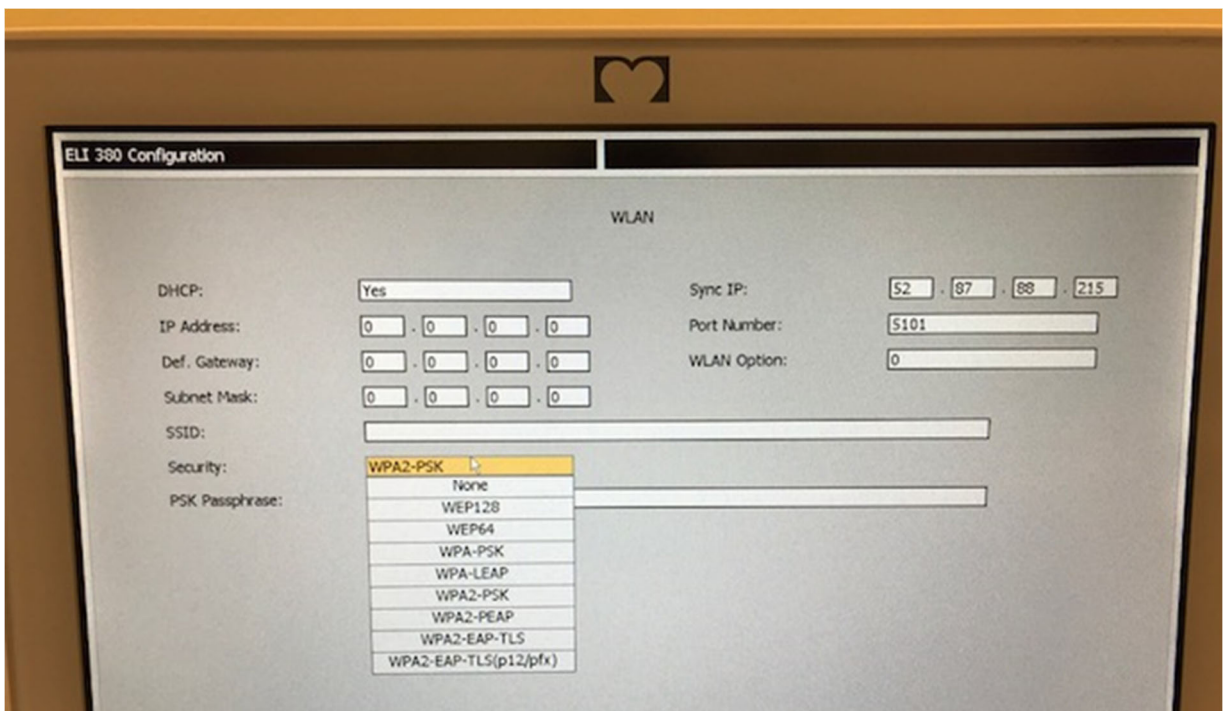 ELI 380 Configuration
WLAN
DHCP: Yes Sync IP: 52 . 87 . 88 . 215
IP Address: 0 . 0 . 0 . 0 Port Number: 5101
Def. Gateway: 0 . 0 . 0 . 0 WLAN Option: 0
Subnet Mask: 0 . 0 . 0 . 0
SSID:
Security: WPA2-PSK
None
PSK Passphrase:
WEP128
WEP64
WPA-PSK
WPA-LEAP
WPA2-PSK
WPA2-PEAP
WPA2-EAP-TLS
WPA2-EAP-TLS(p12/pfx)